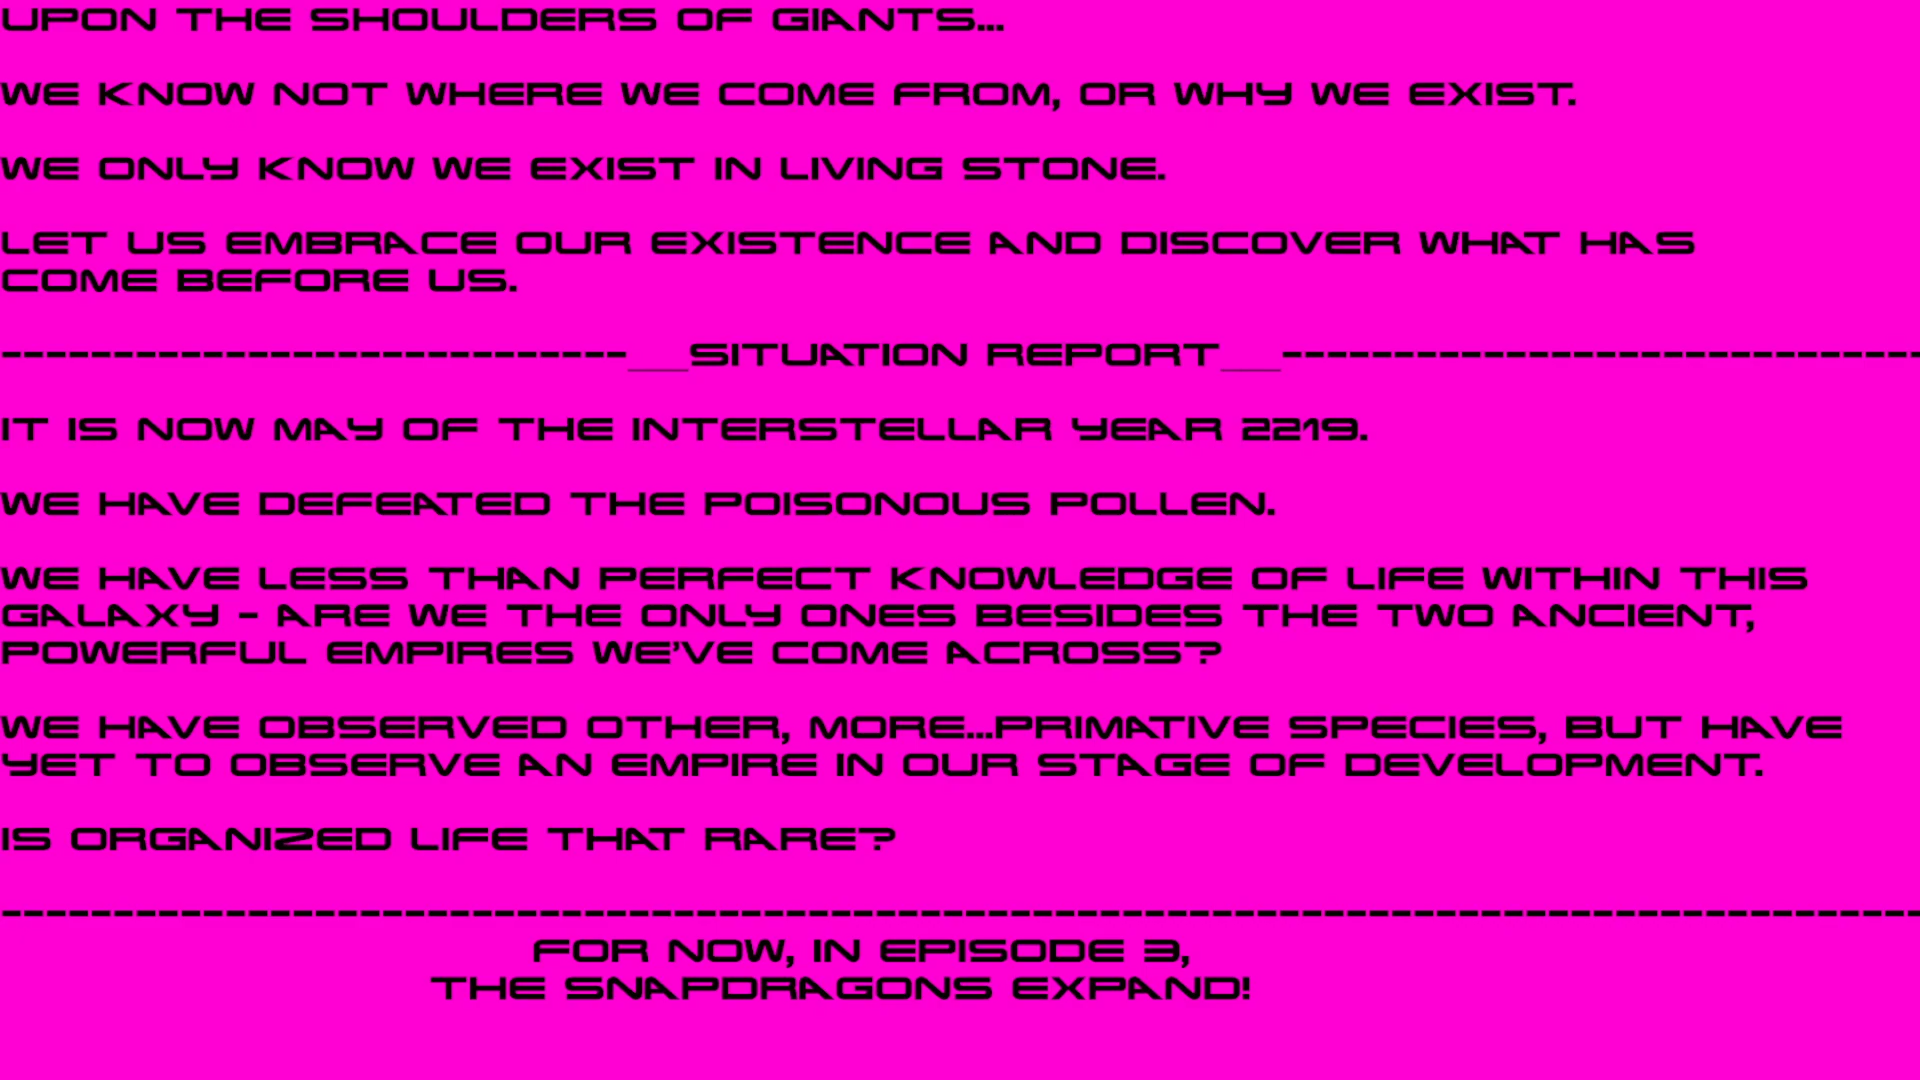 UPON THE SHOULDERS OF GIANTS...
WE KNOW NOT WHERE WE COME FROM, OR WHY WE EXIST.
WE ONLY KNOW WE EXIST IN LIVING STONE.
LET US EMBRACE OUR EXISTENCE AND DISCOVER WHAT HAS
COME BEFORE US.
----------------------------__SITUATION REPORT__-----------------------------
IT IS NOW MAY OF THE INTERSTELLAR YEAR 2219.
WE HAVE DEFEATED THE POISONOUS POLLEN.
WE HAVE LESS THAN PERFECT KNOWLEDGE OF LIFE WITHIN THIS
GALAXY - ARE WE THE ONLY ONES BESIDES THE TWO ANCIENT,
POWERFUL EMPIRES WE'VE COME ACROSS?
WE HAVE OBSERVED OTHER, MORE...PRIMATIVE SPECIES, BUT HAVE
YET TO OBSERVE AN EMPIRE IN OUR STAGE OF DEVELOPMENT.
IS ORGANIZED LIFE THAT RARE?
--------------------------------------------------------------------------------------
FOR NOW, IN EPISODE 3,
THE SNAPDRAGONS EXPAND!